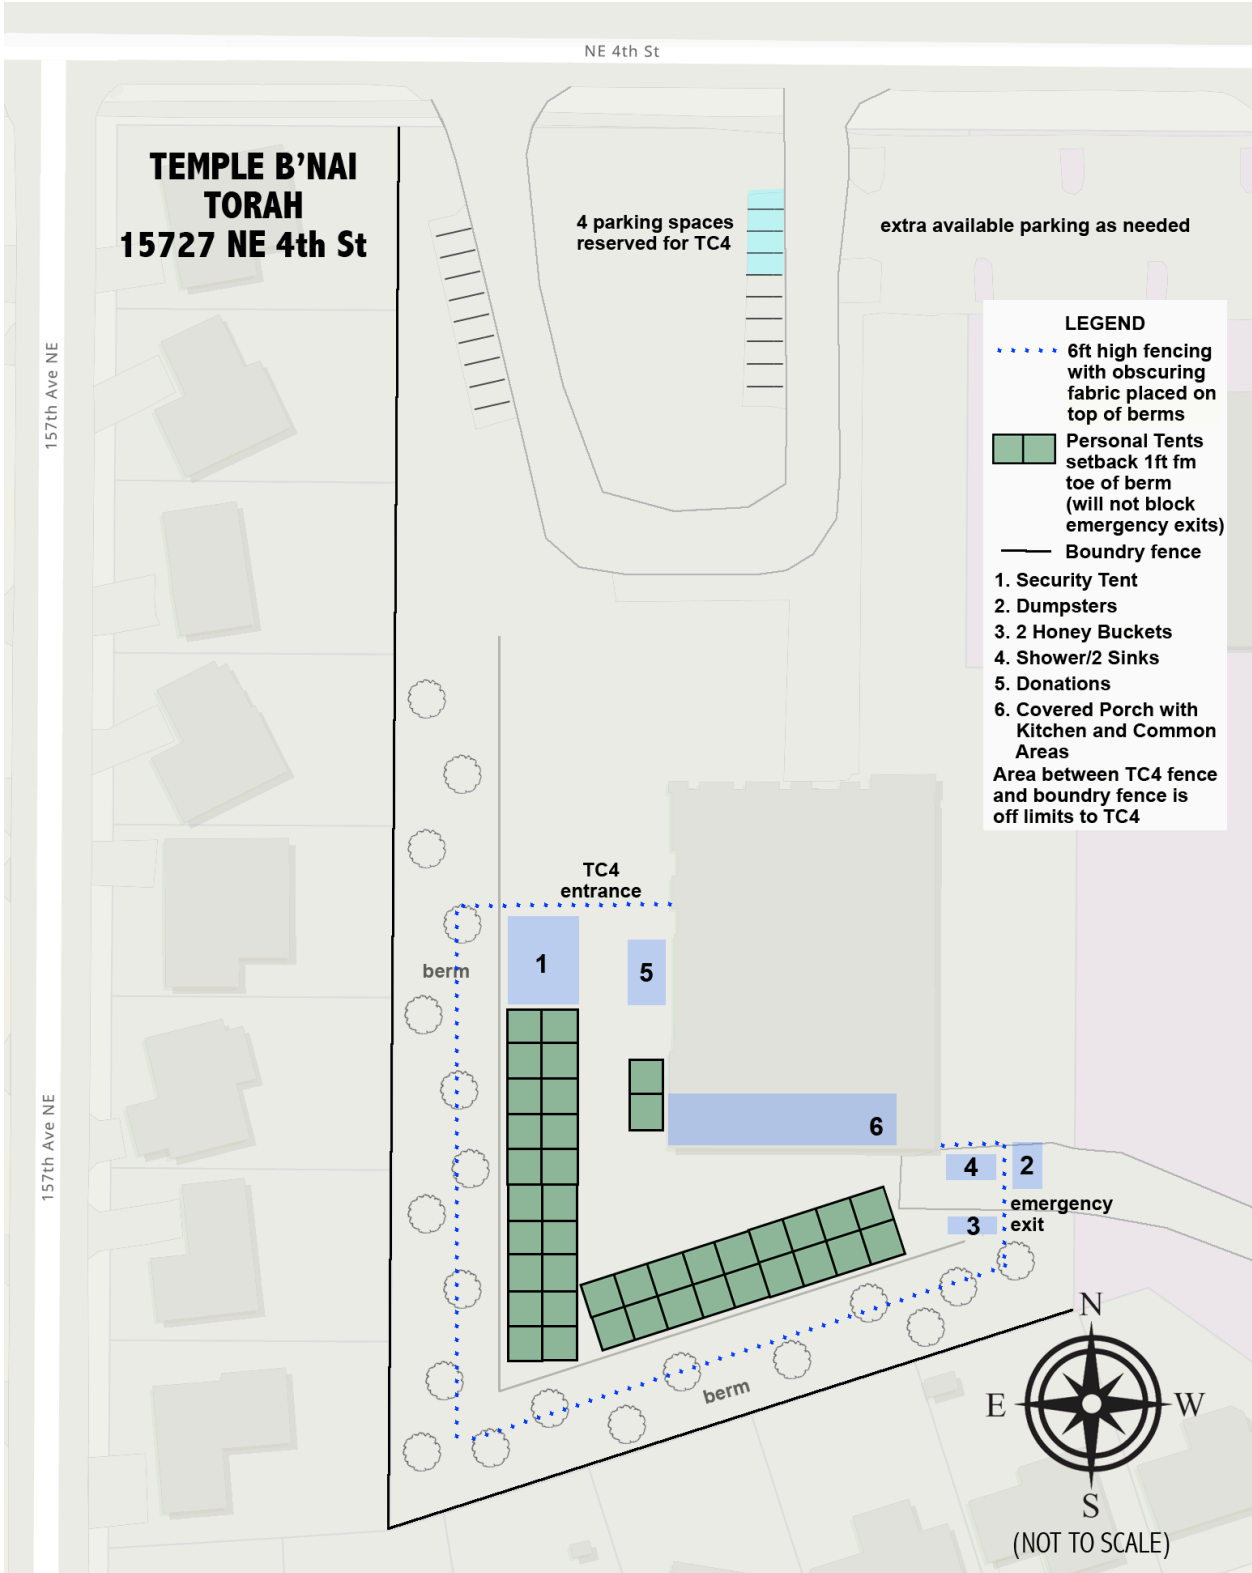 NE 4th St
TEMPLE B’NAI
TORAH
15727 NE 4th St
4 parking spaces
reserved for TC4
extra available parking as needed
157th Ave NE
LEGEND
6ft high fencing
with obscuring
fabric placed on
top of berms
Personal Tents
setback 1ft fm
toe of berm
(will not block
emergency exits)
Boundry fence
1. Security Tent
2. Dumpsters
3. 2 Honey Buckets
4. Shower/2 Sinks
5. Donations
6. Covered Porch with
Kitchen and Common
Areas
Area between TC4 fence
and boundry fence is
off limits to TC4
TC4
entrance
berm
1
5
6
157th Ave NE
4
2
3
emergency
exit
berm
N
E
W
S
(NOT TO SCALE)